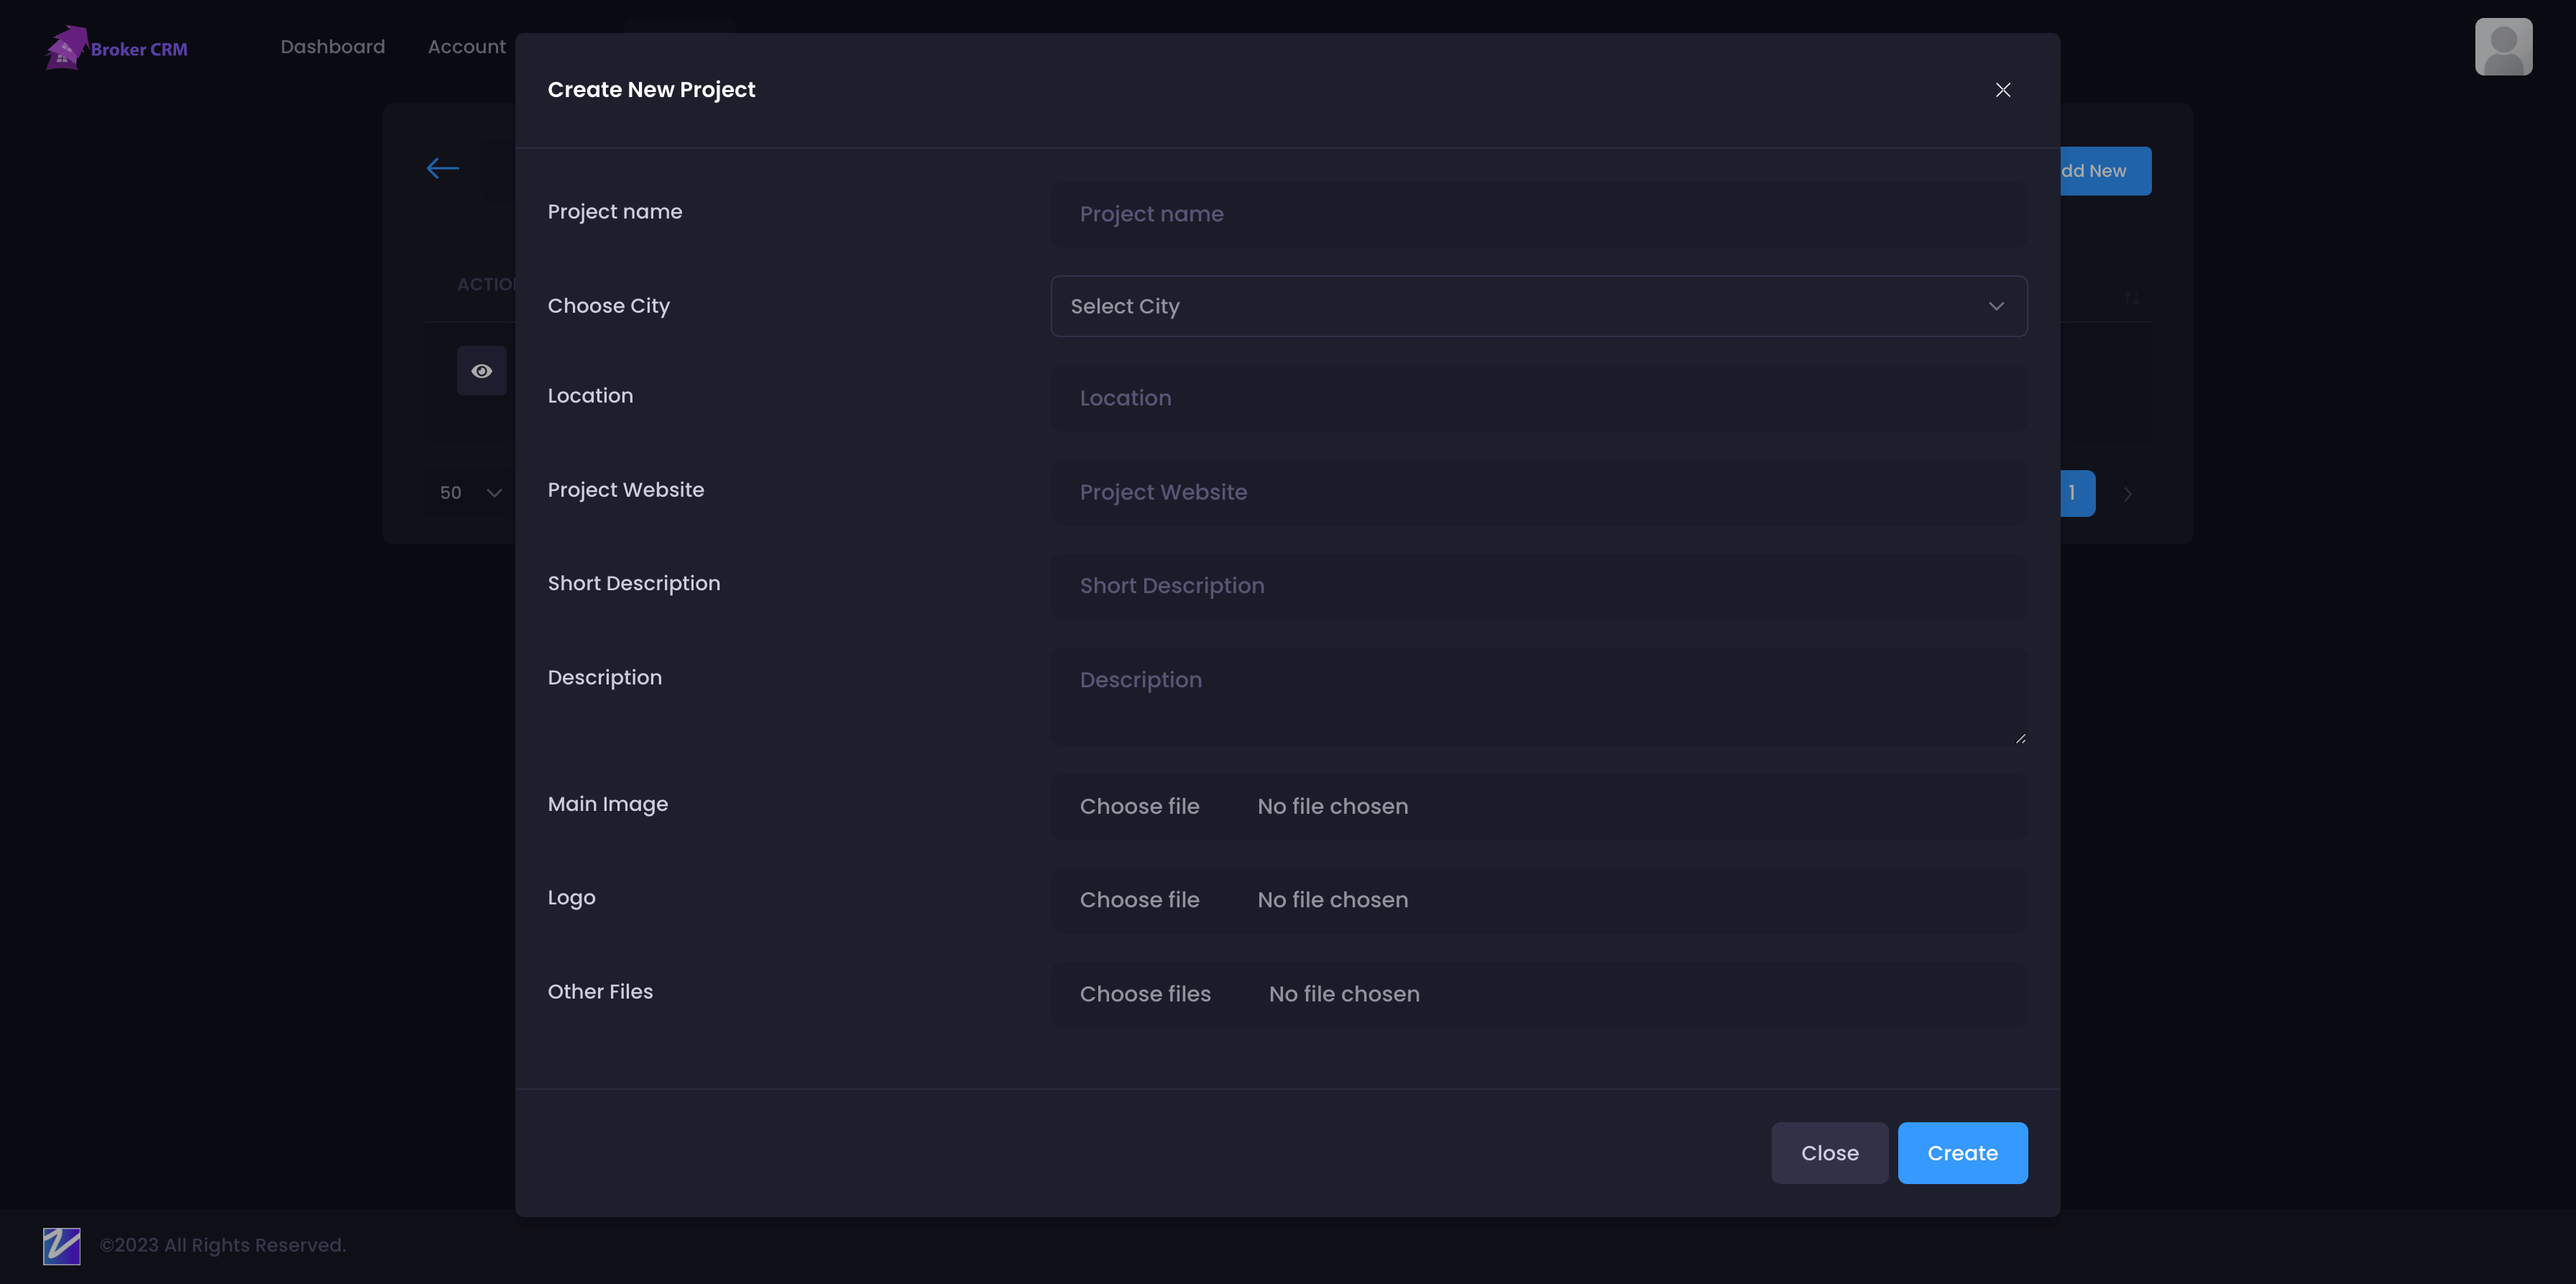 Broker CRM
Dashboard
Account
Create New Project
dd New
Project name
Project name
Choose City
Select City
Location
Location
Project Website
Project Website
Short Description
Short Description
Description
Description
Main Image
Choose file No file chosen
Logo
Choose file No file chosen
Other Files
Choose files No file chosen
ACTIO
50
1
Close
Create
©2023 All Rights Reserved.